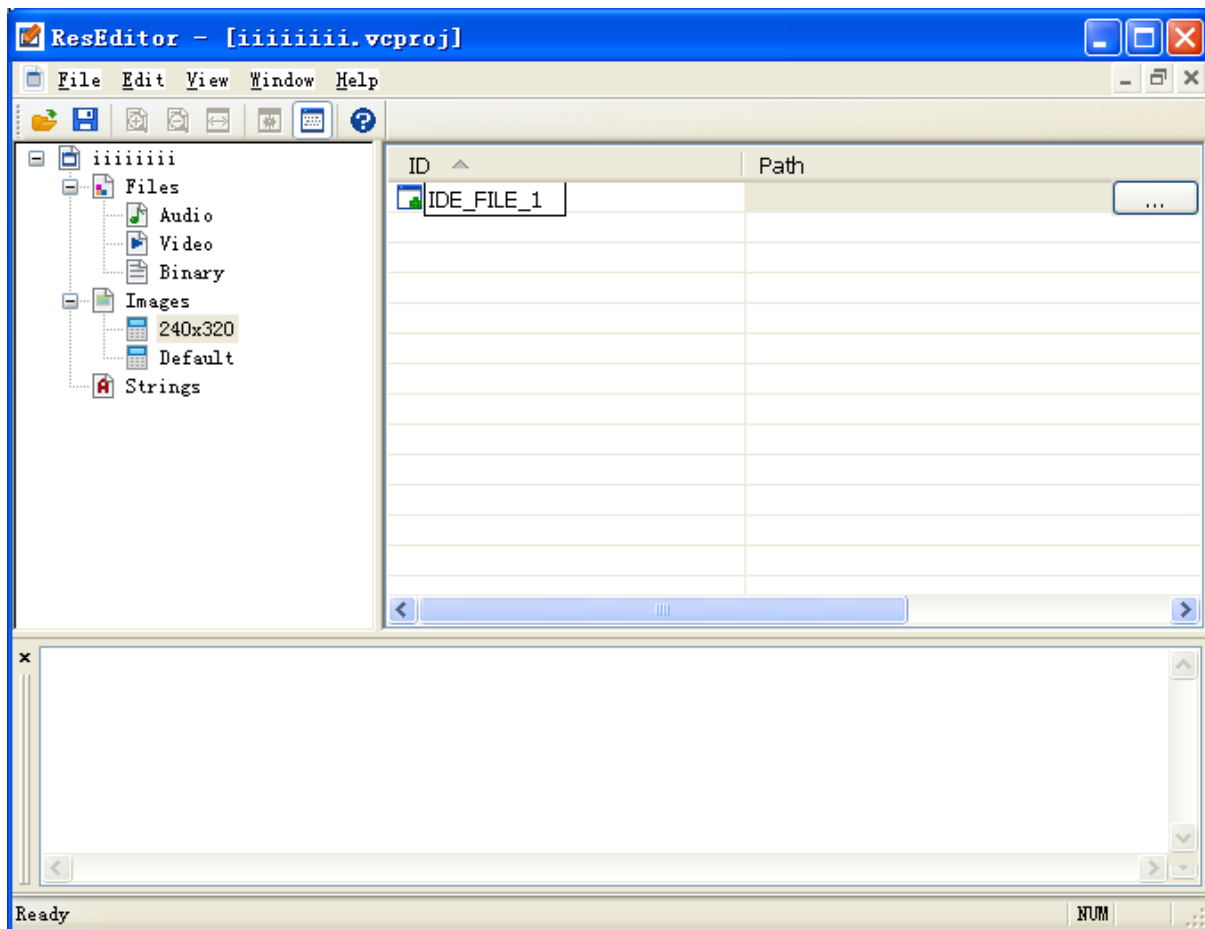 ResEditor - [iiiiiiii.vcproj]
File Edit View Window Help
iiiiiiii
Files
Audio
Video
Binary
Images
240x320
Default
Strings
ID Path
IDE_FILE_1 ...
Ready NUM